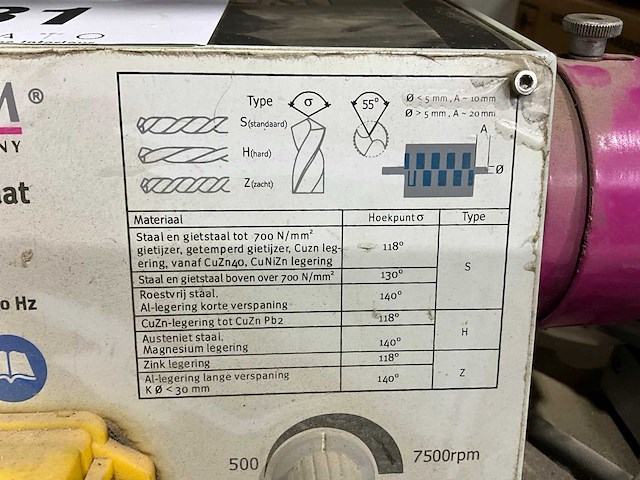 31
M®
NY
at
0 Hz
Type σ 55°
S(standaard)
H(hard)
Z(zacht)
Ø < 5 mm , A ~ 10 mm
Ø > 5 mm , A ~ 20 mm
A
Ø
Materiaal Hoekpunt σ Type
Staal en gietstaal tot 700 N/mm²
gietijzer, getemperd gietijzer, Cuzn leg-
ering, vanaf CuZn40, CuNiZn legering
118°
Staal en gietstaal boven over 700 N/mm² 130°
S
Roestvrij staal.
Al-legering korte verspaning
140°
CuZn-legering tot CuZn Pb2 118°
Austeniet staal.
Magnesium legering
140°
H
Zink legering 118°
Al-legering lange verspaning
K Ø < 30 mm
140°
Z
500 7500rpm